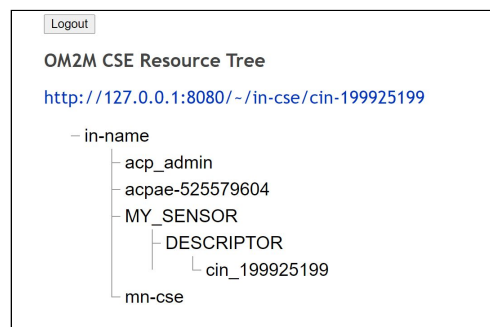 Logout
OM2M CSE Resource Tree
http://127.0.0.1:8080/~/in-cse/cin-199925199
in-name
acp_admin
acpae-525579604
MY_SENSOR
DESCRIPTOR
cin_199925199
mn-cse